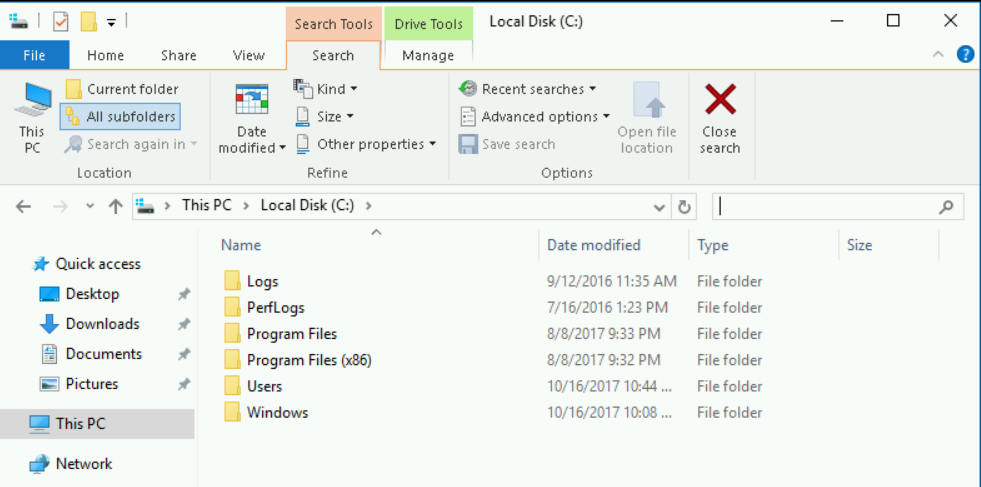 Search Tools Drive Tools Local Disk (C:)
File Home Share View Search Manage
This PC
Current folder
All subfolders
Search again in
Location
Date modified
Kind
Size
Other properties
Refine
Recent searches
Advanced options
Save search
Options
Open file location
Close search
This PC Local Disk (C:)
Quick access
Desktop
Downloads
Documents
Pictures
This PC
Network
Name Date modified Type Size
Logs 9/12/2016 11:35 AM File folder
PerfLogs 7/16/2016 1:23 PM File folder
Program Files 8/8/2017 9:33 PM File folder
Program Files (x86) 8/8/2017 9:32 PM File folder
Users 10/16/2017 10:44 ... File folder
Windows 10/16/2017 10:08 ... File folder